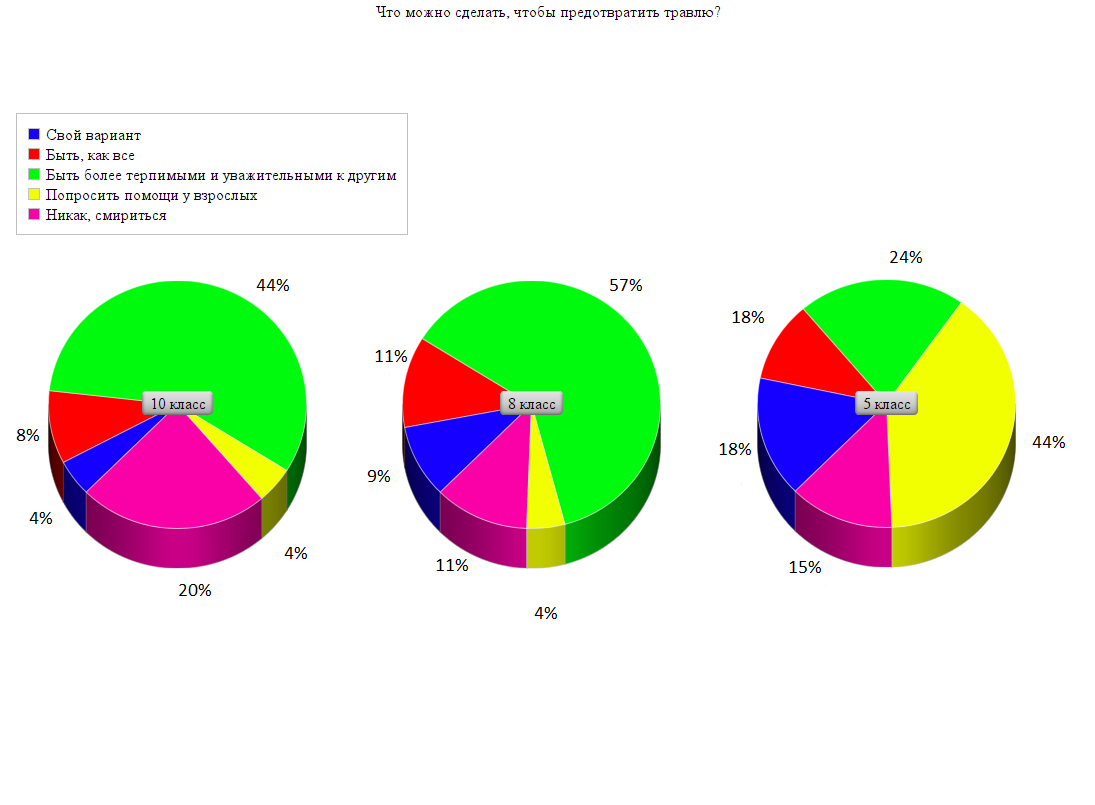 Что можно сделать, чтобы предотвратить травлю?
Свой вариант
Быть, как все
Быть более терпимыми и уважительными к другим
Попросить помощи у взрослых
Никак, смириться
44%
8%
10 класс
4%
4%
20%
57%
11%
8 класс
9%
11%
4%
24%
18%
5 класс
44%
18%
15%